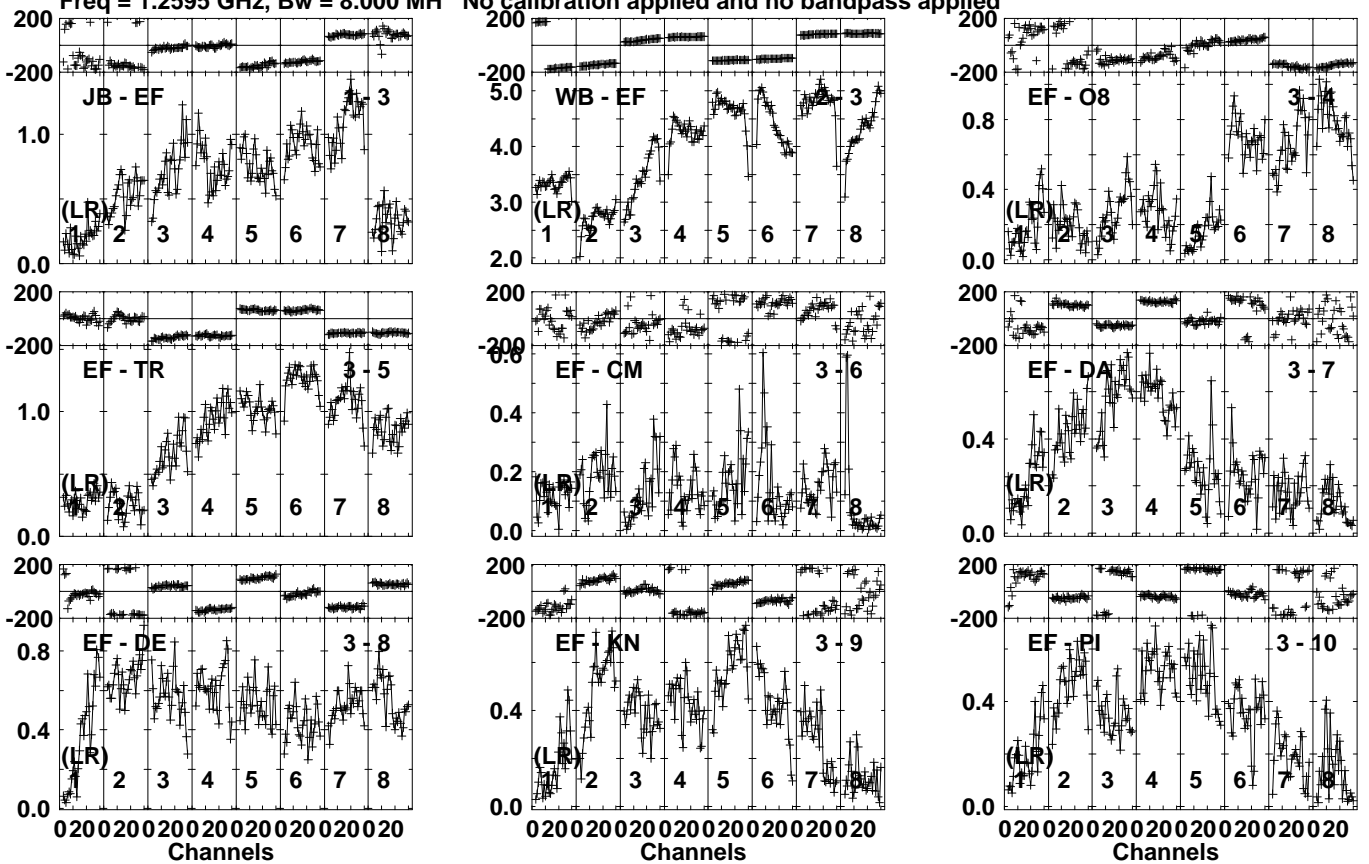 Freq = 1.2595 GHz, Bw = 8.000 MH No calibration applied and no bandpass applied
200
-200
JB - EF 1 - 3
1.0
(LR)
1 2 3 4 5 6 7 8
0.0
200
-200
WB - EF 2 - 3
5.0
4.0
3.0
(LR)
1 2 3 4 5 6 7 8
2.0
200
-200
EF - O8 3 - 4
0.8
0.4
(LR)
1 2 3 4 5 6 7 8
0.0
200
-200
EF - TR 3 - 5
1.0
(LR)
1 2 3 4 5 6 7 8
0.0
200
-200
0.6
EF - CM 3 - 6
0.4
0.2
(LR)
1 2 3 4 5 6 7 8
0.0
200
-200
EF - DA 3 - 7
0.4
(LR)
1 2 3 4 5 6 7 8
0.0
200
-200
EF - DE 3 - 8
0.8
0.4
(LR)
1 2 3 4 5 6 7 8
0.0
0 20 0 20 0 20 0 20 0 20 0 20 0 20 0 20
Channels
200
-200
EF - KN 3 - 9
0.4
(LR)
1 2 3 4 5 6 7 8
0.0
0 20 0 20 0 20 0 20 0 20 0 20 0 20 0 20
Channels
200
-200
EF - PI 3 - 10
0.4
(LR)
1 2 3 4 5 6 7 8
0.0
0 20 0 20 0 20 0 20 0 20 0 20 0 20 0 20
Channels